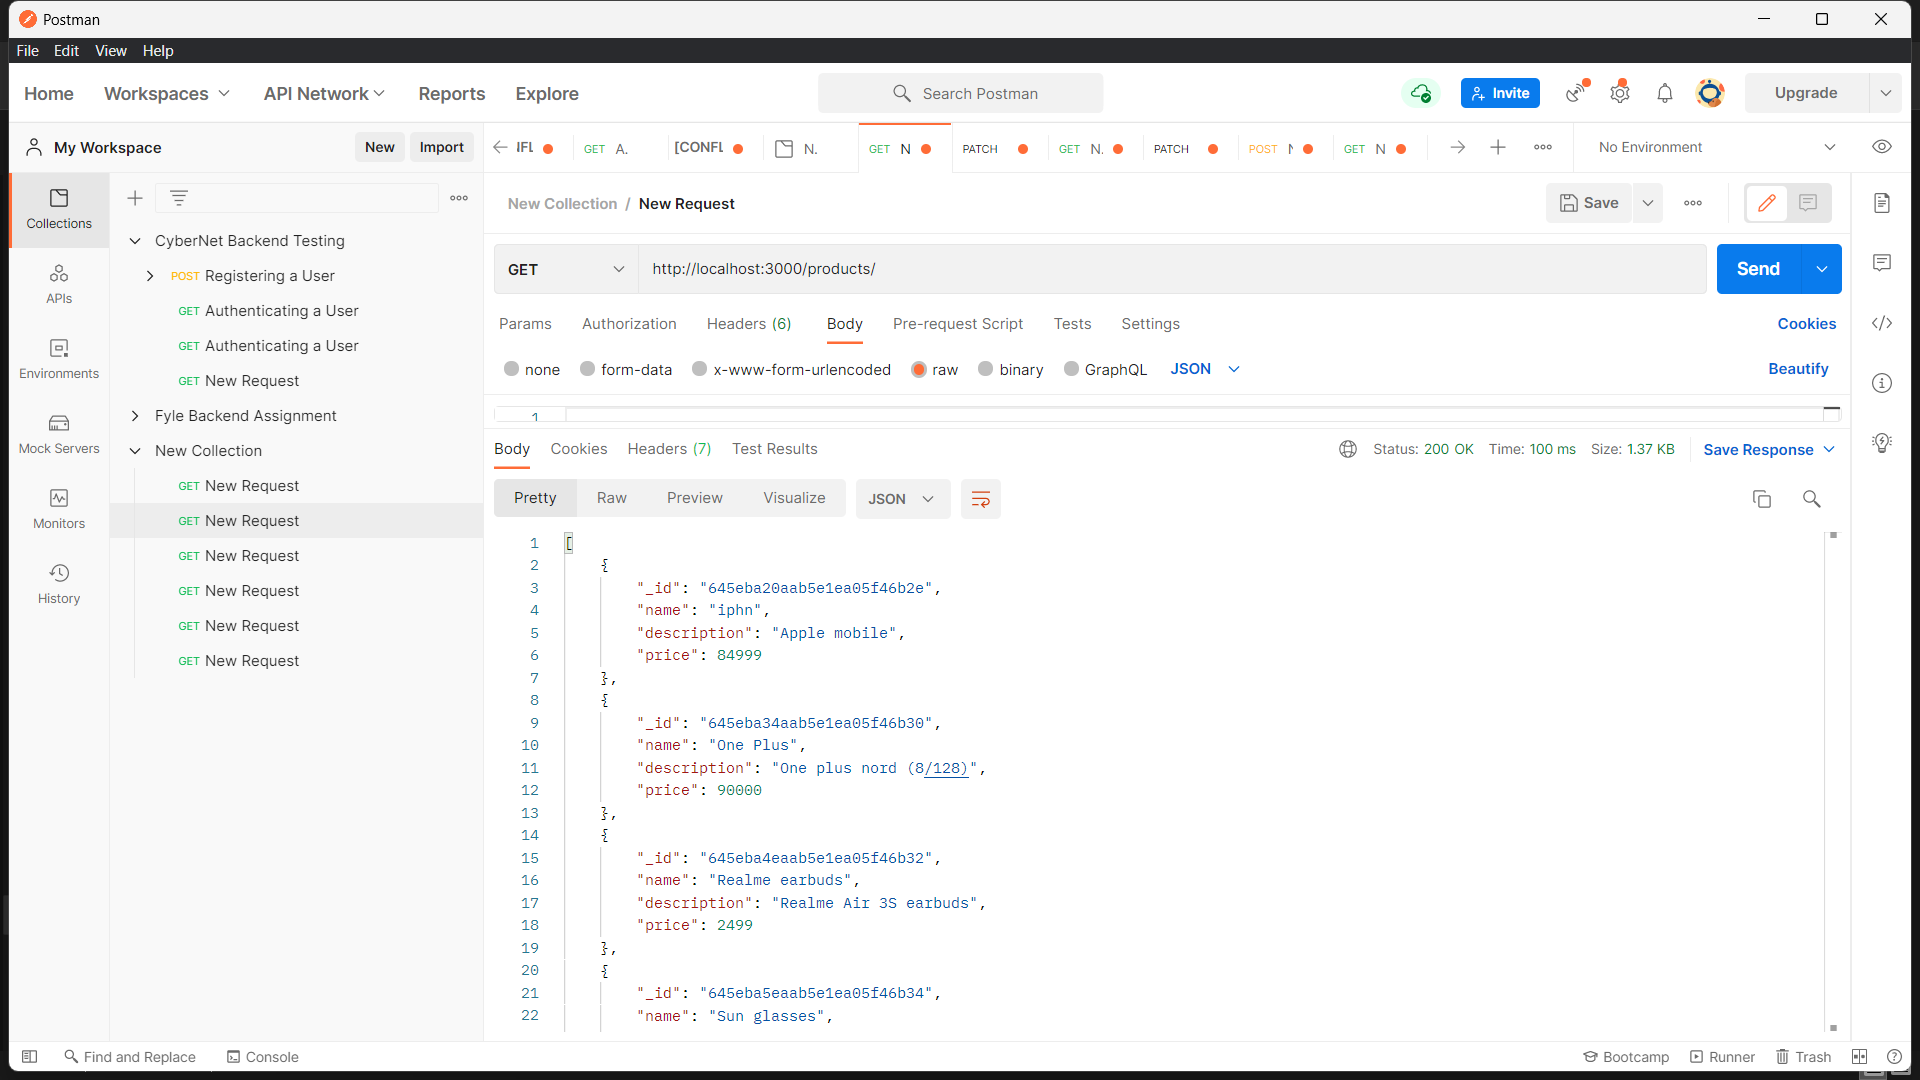 Postman
File Edit View Help
Home Workspaces API Network Reports Explore Search Postman Invite Upgrade
My Workspace New Import
IFL GET A. [CONFL N. GET N PATCH GET N. PATCH POST GET N No Environment
Collections
APIs
Environments
Mock Servers
Monitors
History
CyberNet Backend Testing
POST Registering a User
GET Authenticating a User
GET Authenticating a User
GET New Request
Fyle Backend Assignment
New Collection
GET New Request
GET New Request
GET New Request
GET New Request
GET New Request
GET New Request
New Collection / New Request Save
GET http://localhost:3000/products/ Send
Params Authorization Headers (6) Body Pre-request Script Tests Settings Cookies
none form-data x-www-form-urlencoded raw binary GraphQL JSON Beautify
1
Body Cookies Headers (7) Test Results Status: 200 OK Time: 100 ms Size: 1.37 KB Save Response
Pretty Raw Preview Visualize JSON
1 [
2 {
3 "_id": "645eba20aab5e1ea05f46b2e",
4 "name": "iphn",
5 "description": "Apple mobile",
6 "price": 84999
7 },
8 {
9 "_id": "645eba34aab5e1ea05f46b30",
10 "name": "One Plus",
11 "description": "One plus nord (8/128)",
12 "price": 90000
13 },
14 {
15 "_id": "645eba4eaab5e1ea05f46b32",
16 "name": "Realme earbuds",
17 "description": "Realme Air 3S earbuds",
18 "price": 2499
19 },
20 {
21 "_id": "645eba5eaab5e1ea05f46b34",
22 "name": "Sun glasses",
Find and Replace Console Bootcamp Runner Trash